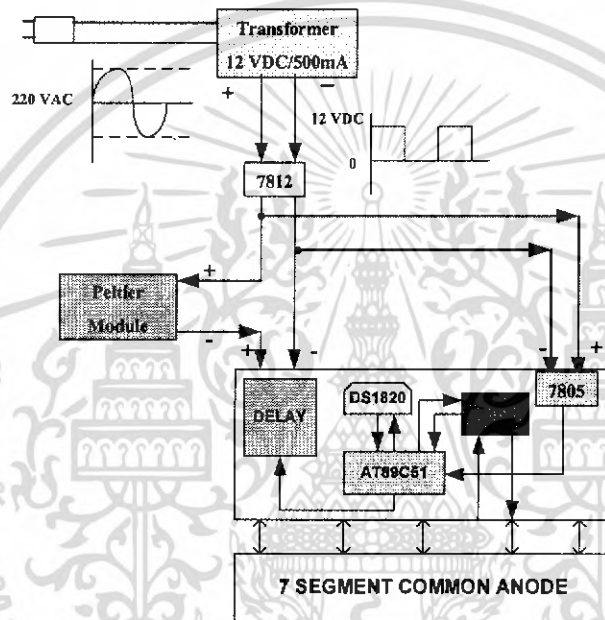 Transformer
12 VDC/500mA
+
−
220 VAC
12 VDC
0
7812
+
Peltier
Module
-
+
-
-
+
7805
DELAY
DS1820
AT89C51
7 SEGMENT COMMON ANODE